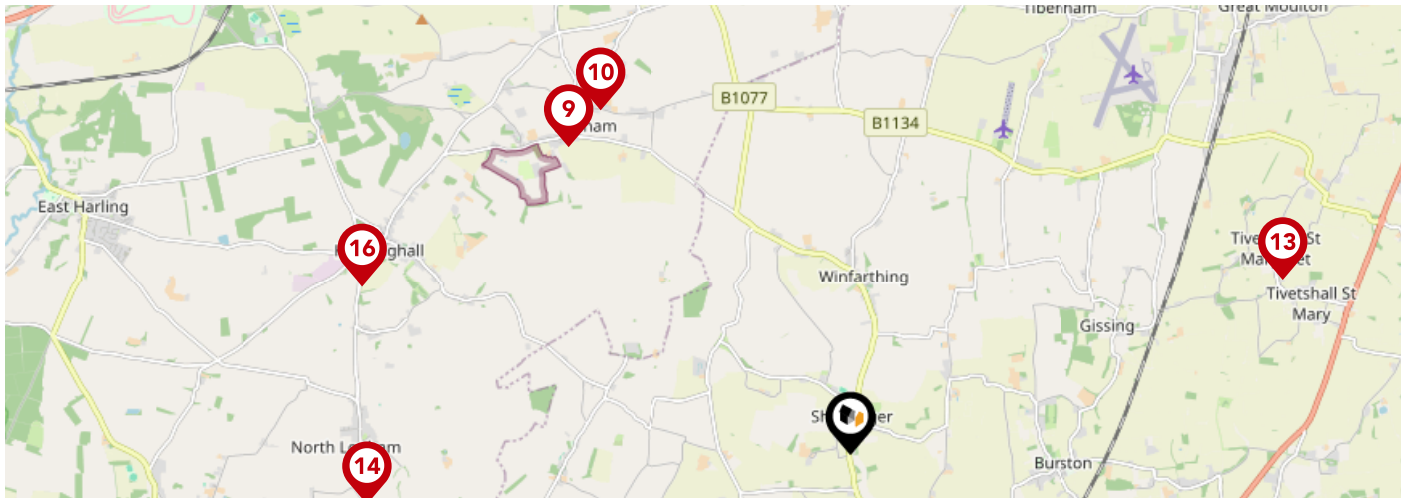 Tibenham
Great Moulton
10
B1077
9
B1134
East Harling
16
13
Winfarthing
Tivetshall St
Mary
Gissing
North
14
Burston